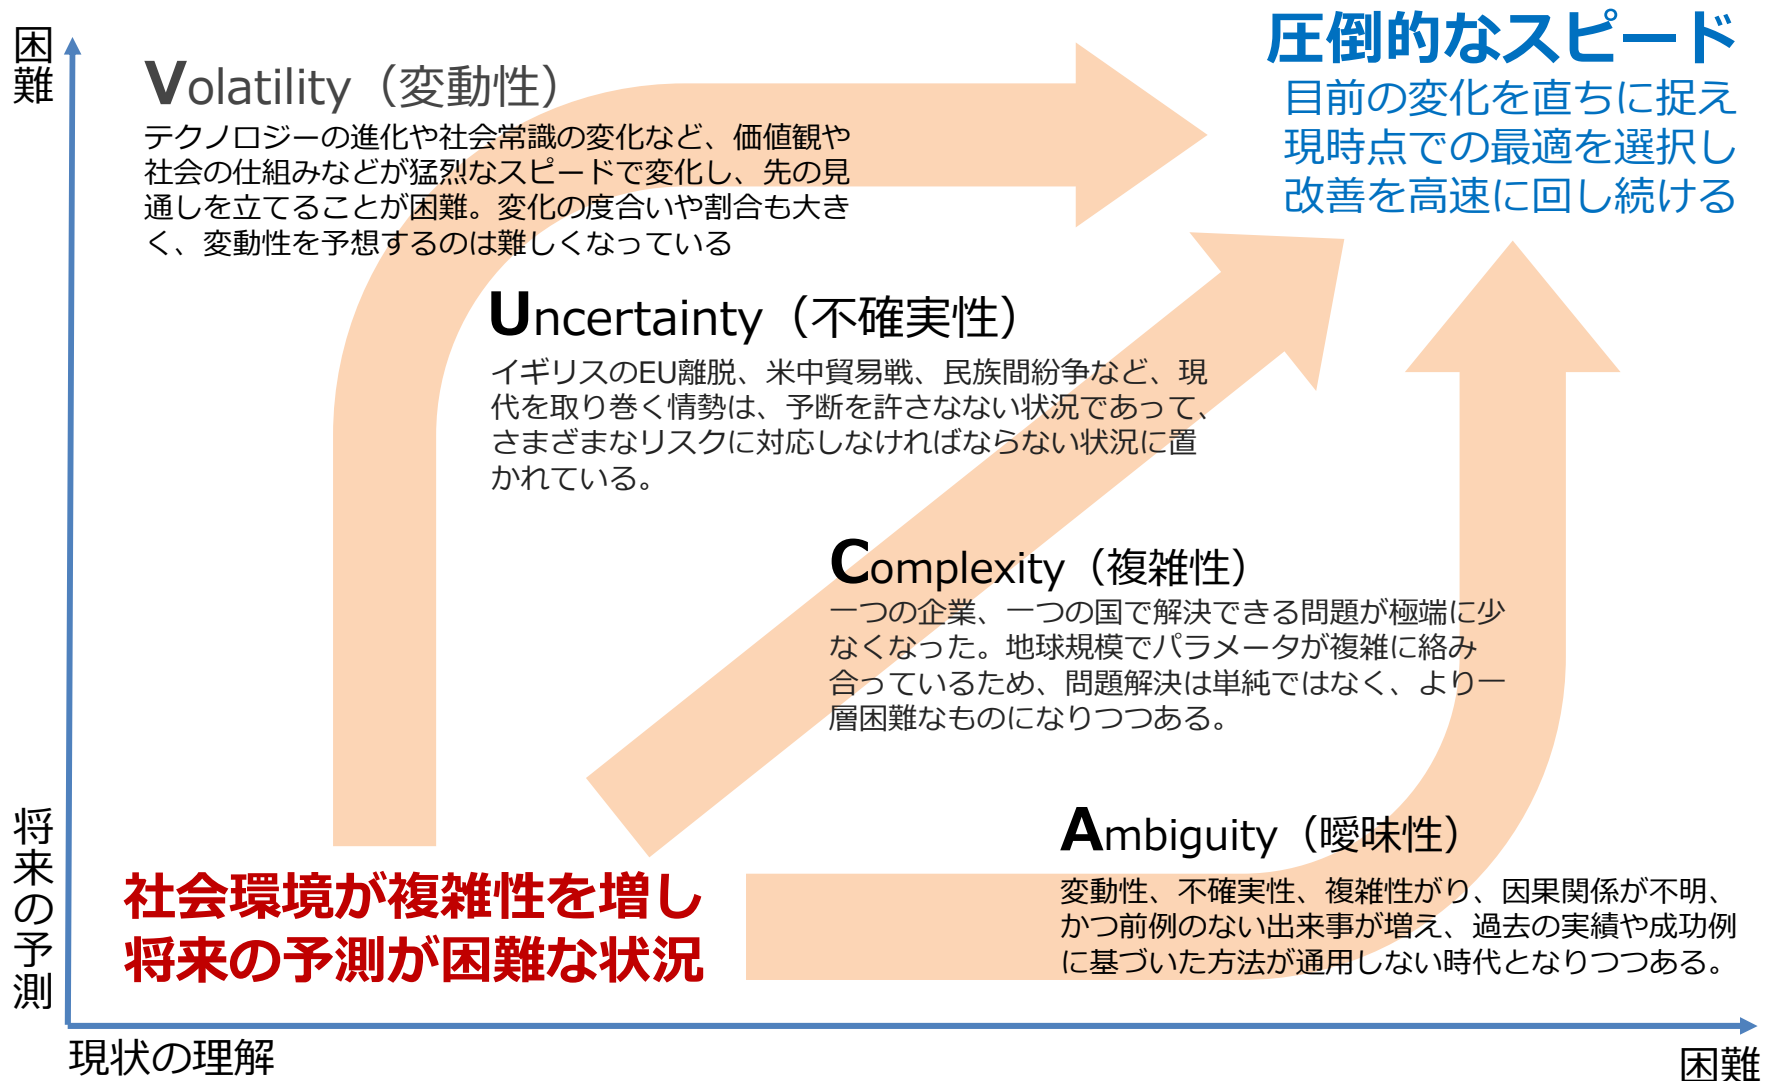 困難
Volatility（変動性）
テクノロジーの進化や社会常識の変化など、価値観や
社会の仕組みなどが猛烈なスピードで変化し、先の見
通しを立てることが困難。変化の度合いや割合も大き
く、変動性を予想するのは難しくなっている
圧倒的なスピード
目前の変化を直ちに捉え
現時点での最適を選択し
改善を高速に回し続ける
Uncertainty（不確実性）
イギリスのEU離脱、米中貿易戦、民族間紛争など、現
代を取り巻く情勢は、予断を許さなない状況であって、
さまざまなリスクに対応しなければならない状況に置
かれている。
Complexity（複雑性）
一つの企業、一つの国で解決できる問題が極端に少
なくなった。地球規模でパラメータが複雑に絡み
合っているため、問題解決は単純ではなく、より一
層困難なものになりつつある。
Ambiguity（曖昧性）
変動性、不確実性、複雑性がり、因果関係が不明、
かつ前例のない出来事が増え、過去の実績や成功例
に基づいた方法が通用しない時代となりつつある。
将来の予測
社会環境が複雑性を増し
将来の予測が困難な状況
現状の理解
困難